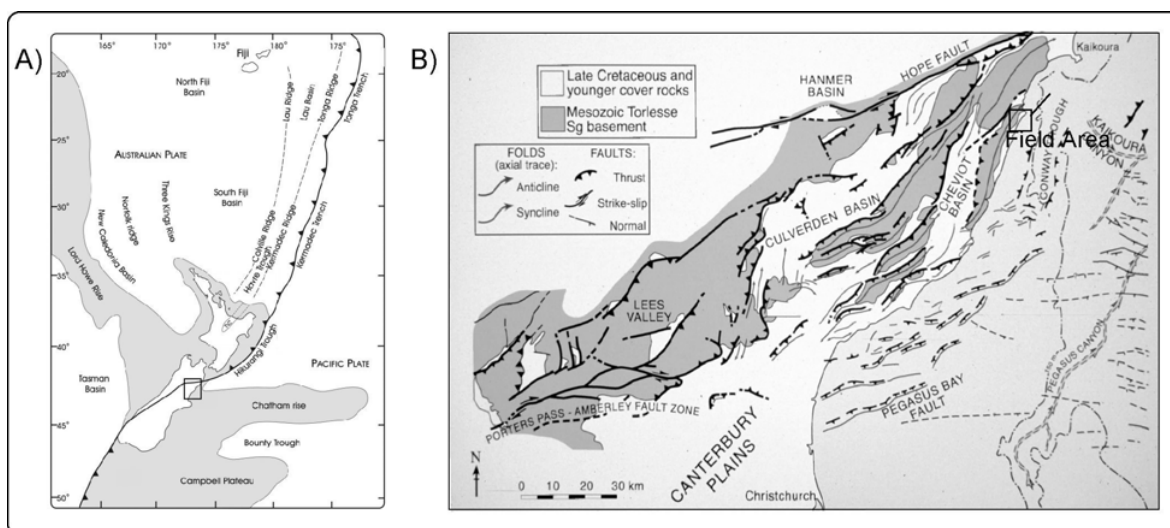 A)
165°
170°
175°
180°
175°
Fiji
20°
North Fiji
Basin
Lau Ridge
Lau Basin
Tonga Ridge
Tonga Trench
25°
AUSTRALIAN PLATE
South Fiji
Basin
30°
Three Kings Rise
Norfolk ridge
New Caledonia Basin
Lord Howe Rise
Colville Ridge
Havre Trough
Kermadec Ridge
Kermadec Trench
35°
40°
Hikurangi Trough
PACIFIC PLATE
Tasman
Basin
Chatham rise
45°
Bounty Trough
Campbell Plateau
50°
B)
Late Cretaceous and
younger cover rocks
Mesozoic Torlesse
Sg basement
FOLDS
(axial trace):
Anticline
Syncline
FAULTS:
Thrust
Strike-slip
Normal
HANMER
BASIN
HOPE FAULT
Kaikoura
KAIKOURA
CANYON
Field Area
CONWAY TROUGH
CHEVIOT
BASIN
CULVERDEN BASIN
LEES
VALLEY
PORTERS PASS - AMBERLEY FAULT ZONE
PEGASUS BAY
FAULT
PEGASUS CANYON
CANTERBURY
PLAINS
N
0 10 20 30 km
Christchurch